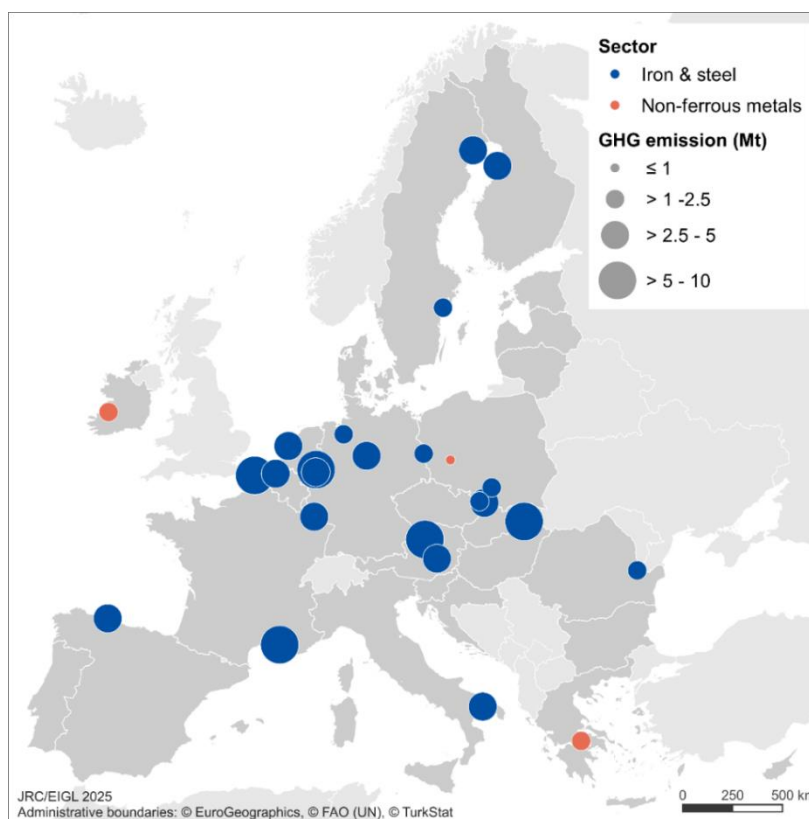 Sector
Iron & steel
Non-ferrous metals
GHG emission (Mt)
≤ 1
> 1 -2.5
> 2.5 - 5
> 5 - 10
JRC/EIGL 2025
Administrative boundaries: © EuroGeographics, © FAO (UN), © TurkStat
0 250 500 km